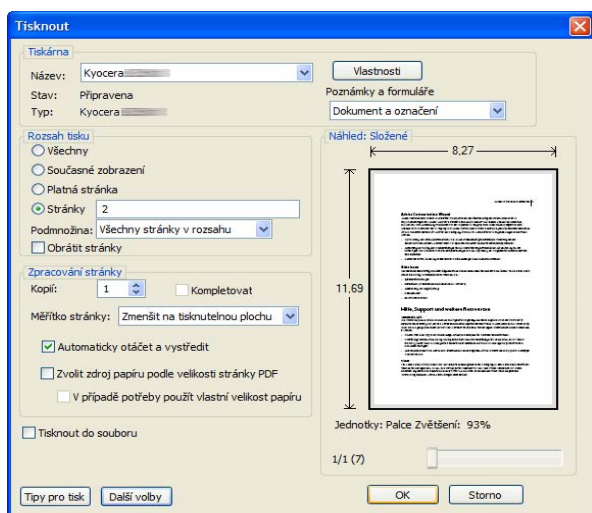 Tisknout
Tiskárna
Název: Kyocera
Vlastnosti
Stav: Připravena
Poznámky a formuláře
Typ: Kyocera
Dokument a označení
Rozsah tisku
Všechny
Současné zobrazení
Platná stránka
Stránky 2
Podmnožina: Všechny stránky v rozsahu
Obrátit stránky
Zpracování stránky
Kopií: 1 Kompletovat
Měřítko stránky: Zmenšit na tisknutelnou plochu
Automaticky otáčet a vystředit
Zvolit zdroj papíru podle velikosti stránky PDF
V případě potřeby použít vlastní velikost papíru
Tisknout do souboru
Náhled: Složené
8,27
11,69
Hilfe, Support und weitere Ressourcen
Jednotky: Palce Zvětšení: 93%
1/1 (7)
Tipy pro tisk Další volby OK Storno